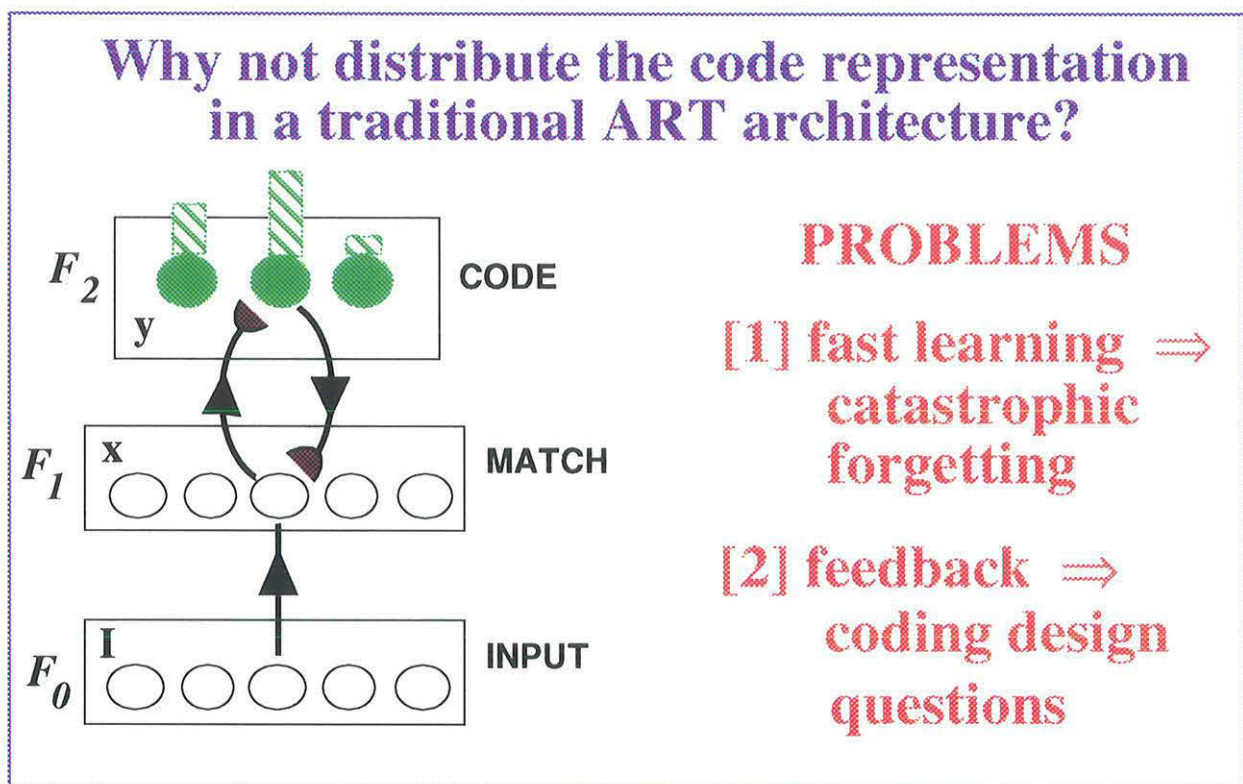 Why not distribute the code representation
in a traditional ART architecture?
F2
y
CODE
F1
x
MATCH
F0
I
INPUT
PROBLEMS
[1] fast learning ⇒
catastrophic
forgetting
[2] feedback ⇒
coding design
questions